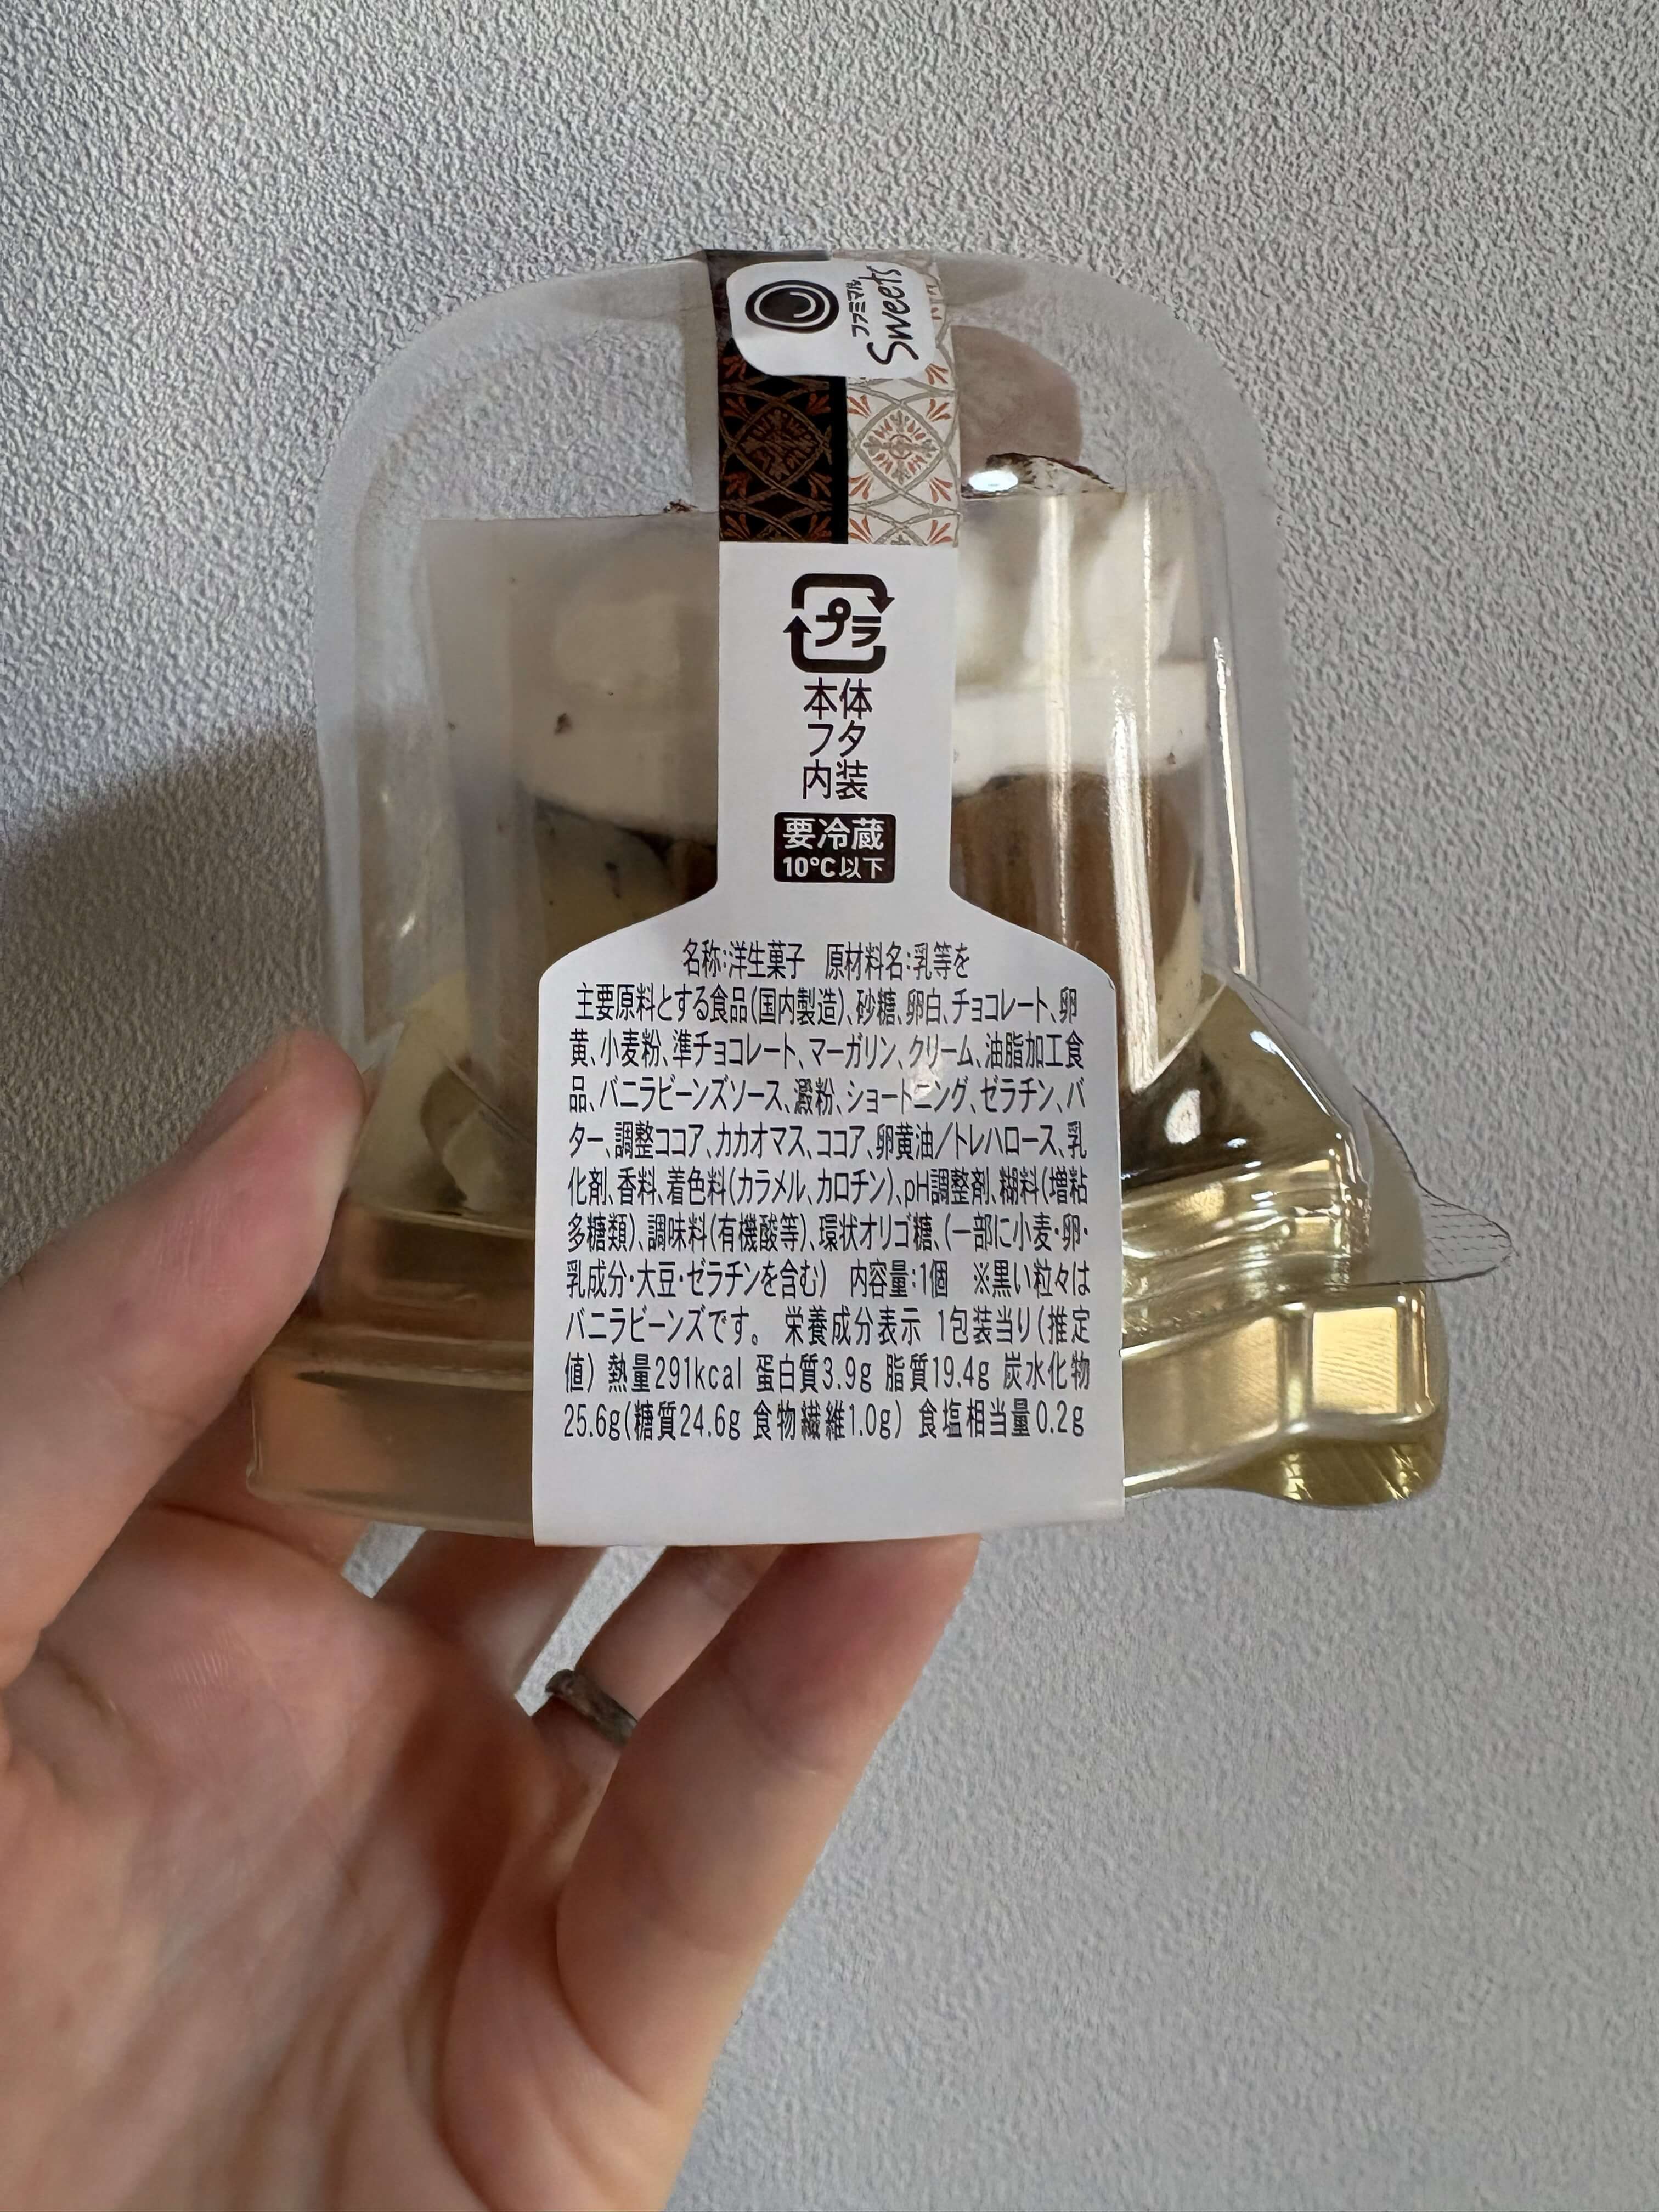 ファミマル
Sweets
プラ
本体
フタ
内装
要冷蔵
10℃以下
名称:洋生菓子　原材料名:乳等を
主要原料とする食品(国内製造)、砂糖、卵白、チョコレート、卵
黄、小麦粉、準チョコレート、マーガリン、クリーム、油脂加工食
品、バニラビーンズソース、澱粉、ショートニング、ゼラチン、バ
ター、調整ココア、カカオマス、ココア、卵黄油/トレハロース、乳
化剤、香料、着色料(カラメル、カロチン)、pH調整剤、糊料(増粘
多糖類)、調味料(有機酸等)、環状オリゴ糖、(一部に小麦・卵・
乳成分・大豆・ゼラチンを含む)　内容量:1個　※黒い粒々は
バニラビーンズです。 栄養成分表示 1包装当り(推定
値) 熱量291kcal 蛋白質3.9g 脂質19.4g 炭水化物
25.6g(糖質24.6g 食物繊維1.0g) 食塩相当量0.2g